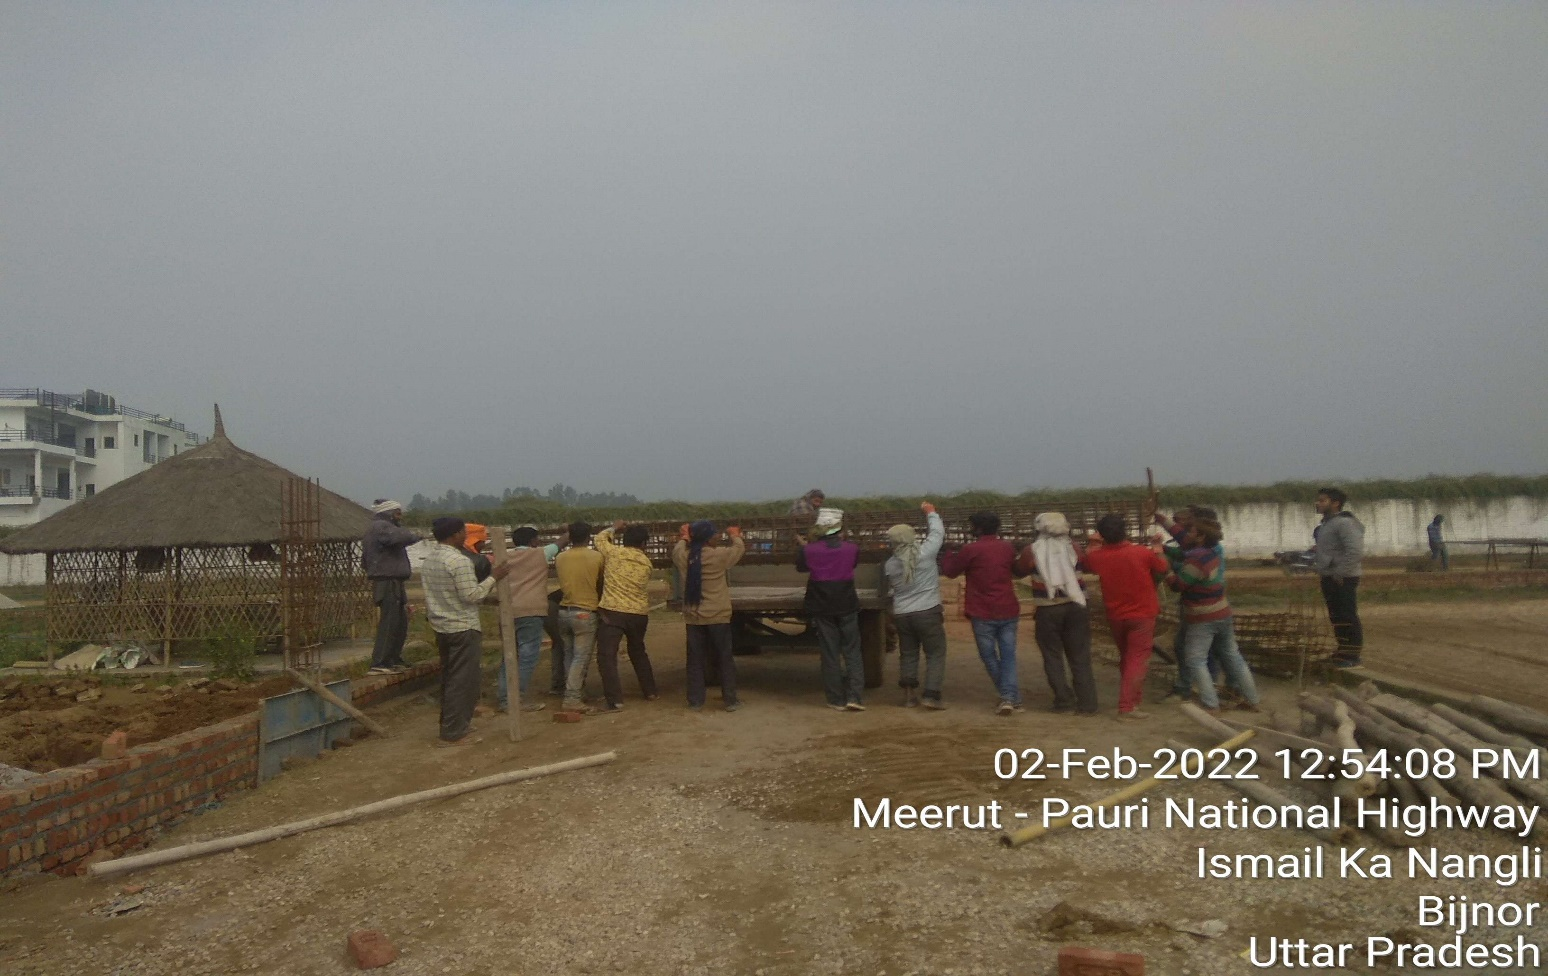 02-Feb-2022 12:54:08 PM
Meerut - Pauri National Highway
Ismail Ka Nangli
Bijnor
Uttar Pradesh